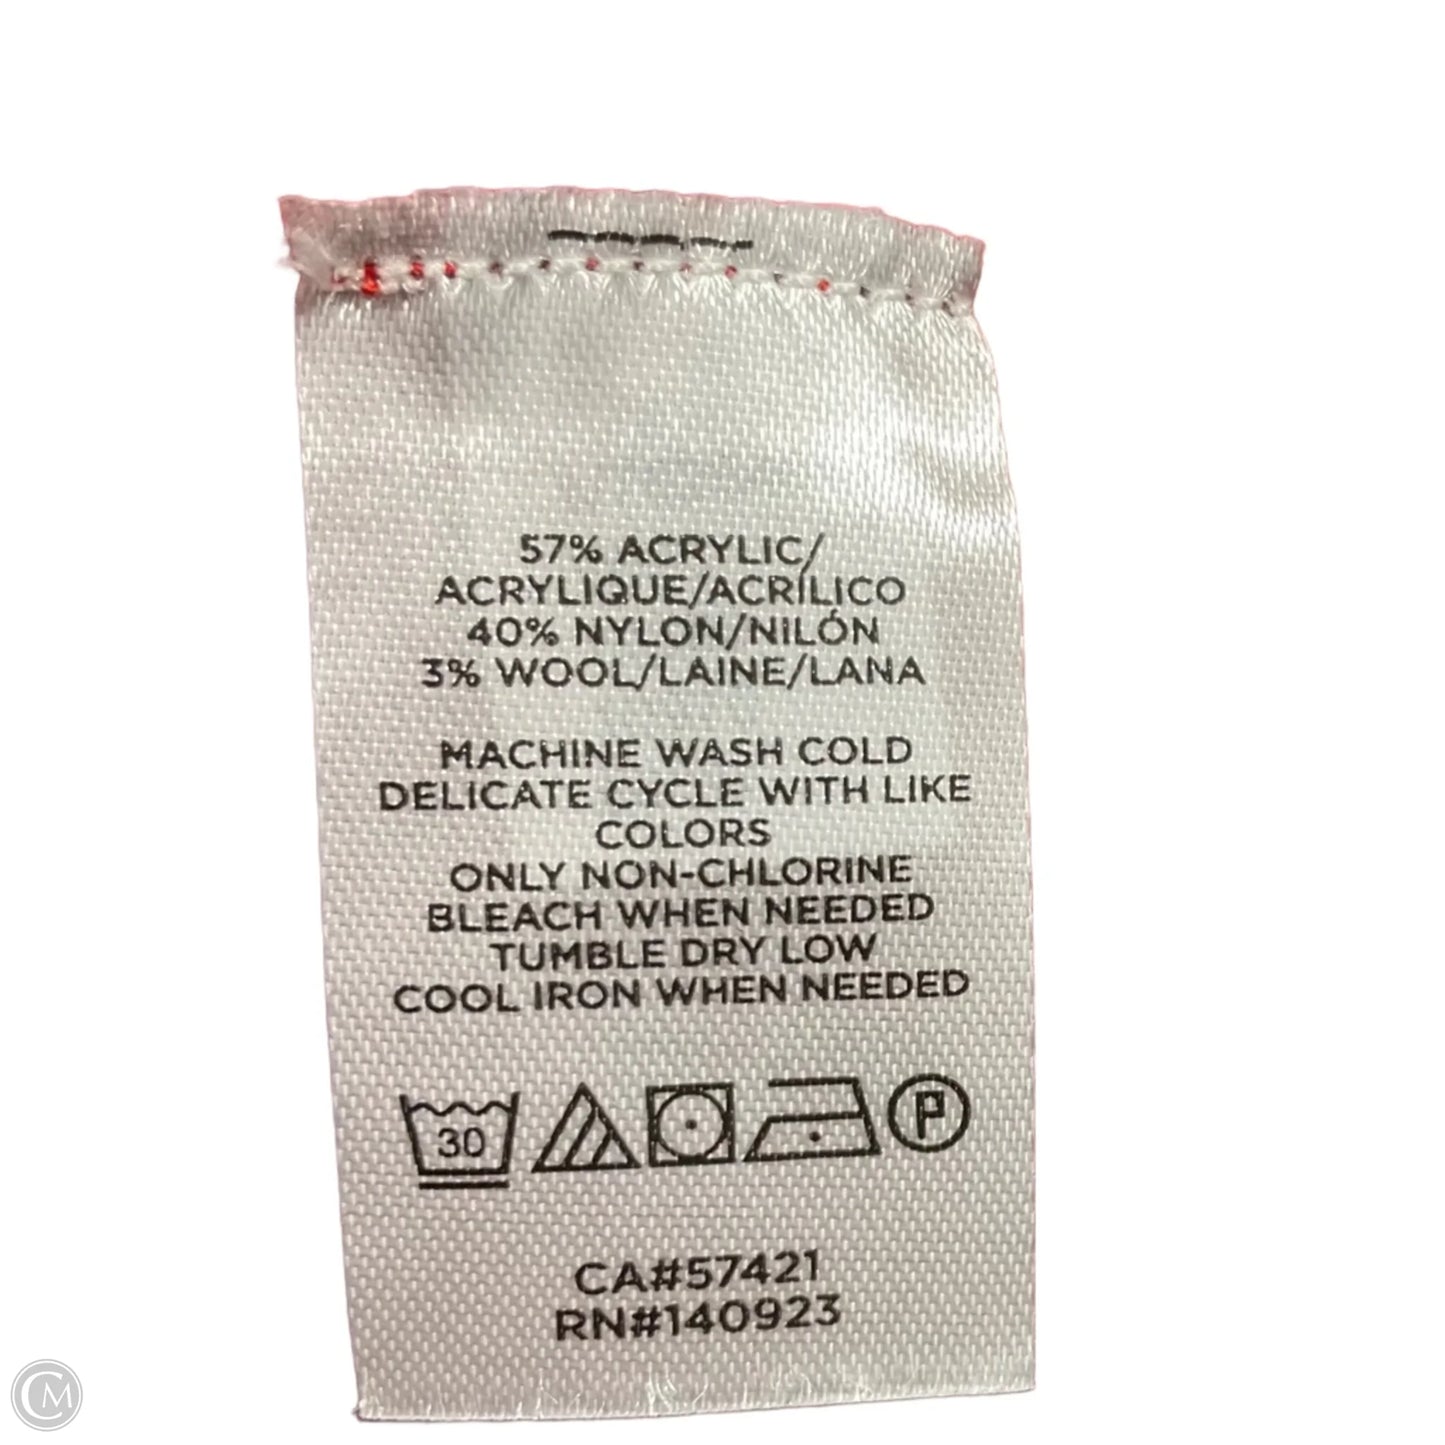 57% ACRYLIC/
ACRYLIQUE/ACRÍLICO
40% NYLON/NILÓN
3% WOOL/LAINE/LANA
MACHINE WASH COLD
DELICATE CYCLE WITH LIKE
COLORS
ONLY NON-CHLORINE
BLEACH WHEN NEEDED
TUMBLE DRY LOW
COOL IRON WHEN NEEDED
30 P
CA#57421
RN#140923
CM